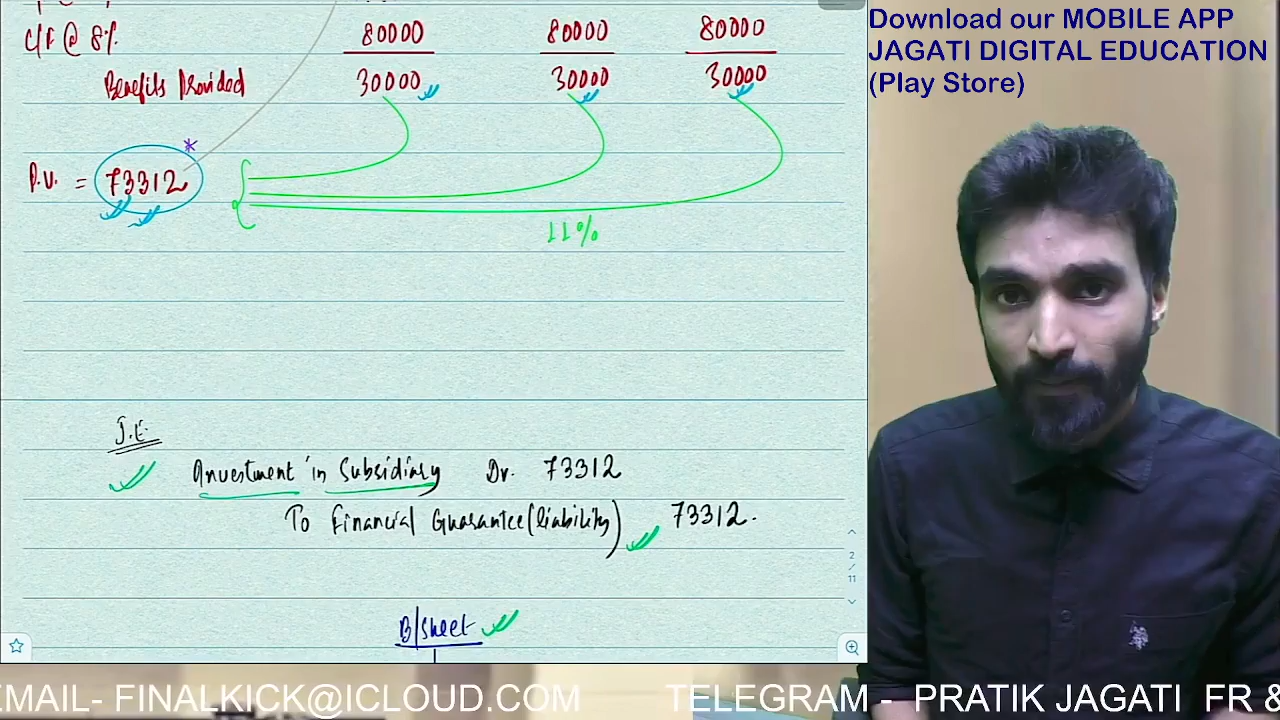 Download our MOBILE APP
JAGATI DIGITAL EDUCATION
(Play Store)
C/F @ 8%
80000 80000 80000
Benefits Provided 30000 30000 30000
P.V. = 73312 *
11%
J.E
Investment in Subsidiary Dr. 73312
To Financial Guarantee (liability) 73312.
2
/
11
B/Sheet
EMAIL- FINALKICK@ICLOUD.COM TELEGRAM - PRATIK JAGATI FR &